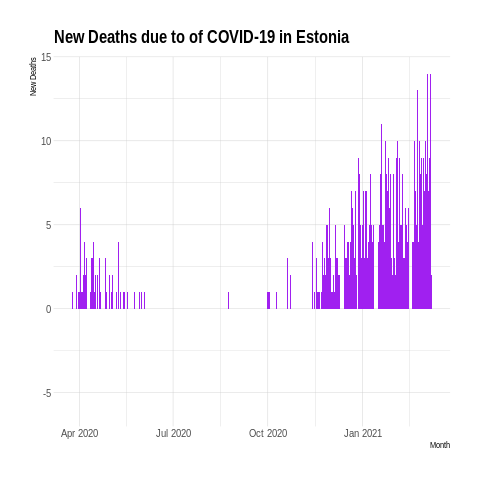 New Deaths due to of COVID-19 in Estonia
New Deaths
15
10
5
0
-5
Apr 2020 Jul 2020 Oct 2020 Jan 2021
Month